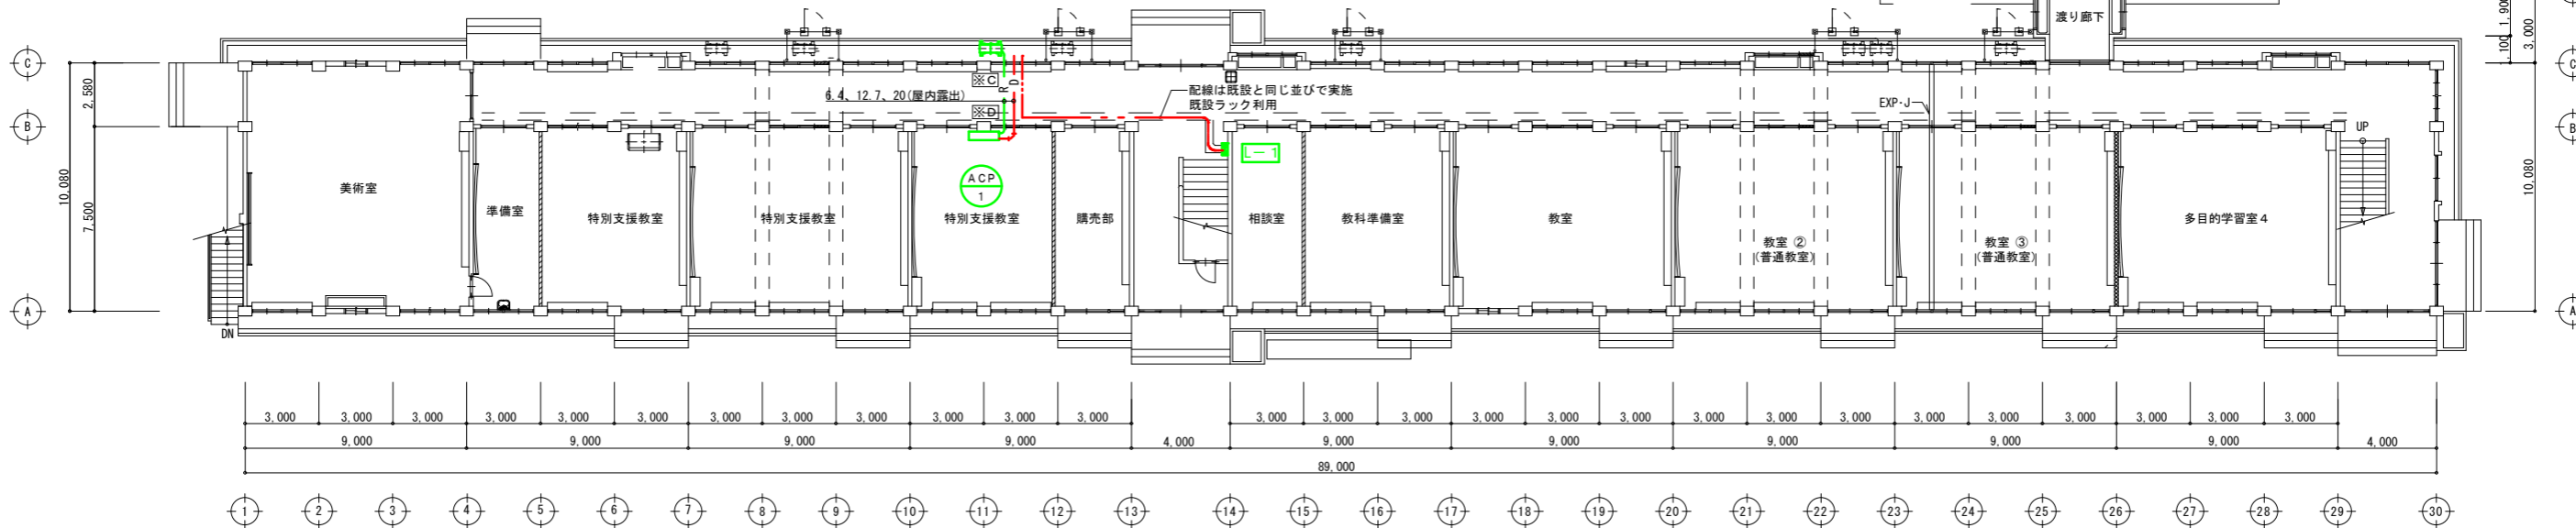 渡り廊下
1,900
1,100
3,000
C
C
2,580
※C
R
D
6.4、12.7、20(屋内露出)
※D
配線は既設と同じ並びで実施
既設ラック利用
EXP・J
B
UP
B
L－1
10,080
7,500
美術室
準備室
特別支援教室
特別支援教室
ACP
1
特別支援教室
購売部
相談室
教科準備室
教室
教室 ②
(普通教室)
教室 ③
(普通教室)
多目的学習室4
10,080
A
DN
A
3,000 3,000 3,000 3,000 3,000 3,000 3,000 3,000 3,000 3,000 3,000 3,000 3,000 3,000 3,000 3,000 3,000 3,000 3,000 3,000 3,000 3,000 3,000 3,000 3,000 3,000 3,000
9,000 9,000 9,000 9,000 4,000 9,000 9,000 9,000 9,000 9,000 4,000
89,000
1 2 3 4 5 6 7 8 9 10 11 12 13 14 15 16 17 18 19 20 21 22 23 24 25 26 27 28 29 30